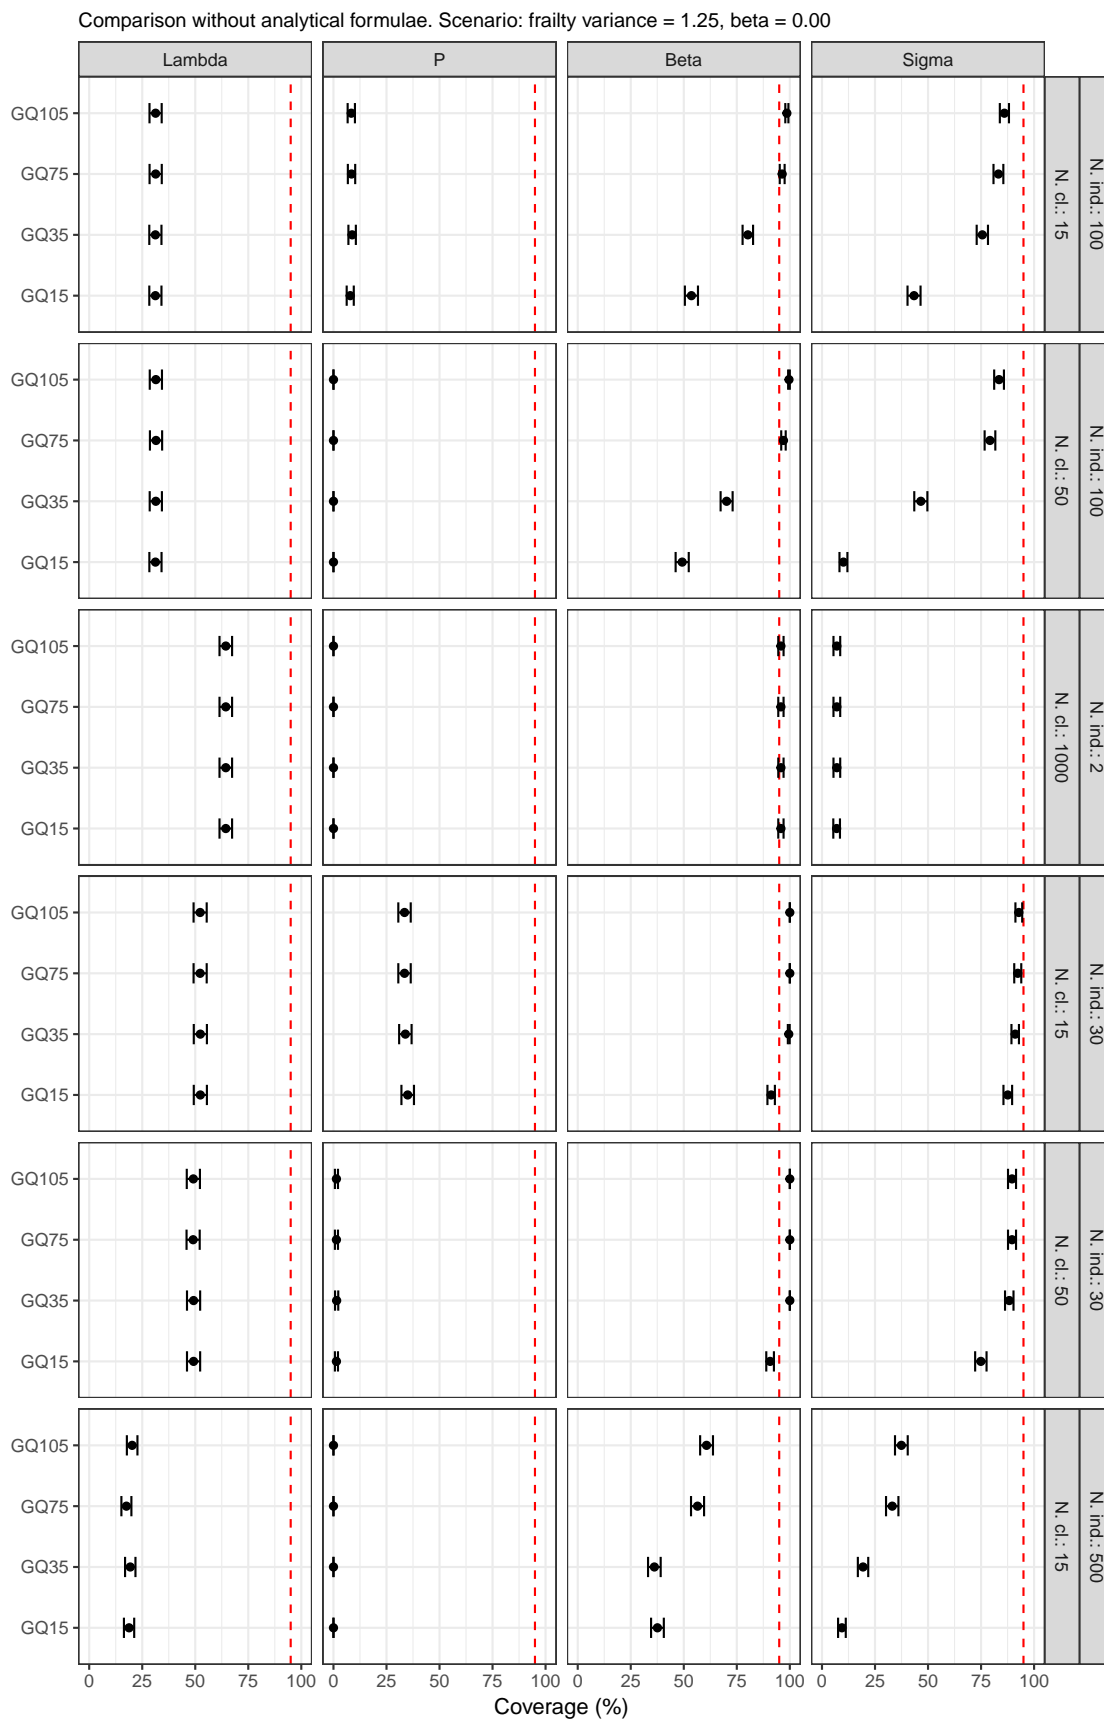 Comparison without analytical formulae. Scenario: frailty variance = 1.25, beta = 0.00
Lambda
P
Beta
Sigma
GQ105
GQ75
GQ35
GQ15
N. cl.: 15
N. ind.: 100
GQ105
GQ75
GQ35
GQ15
N. cl.: 50
N. ind.: 100
GQ105
GQ75
GQ35
GQ15
N. cl.: 1000
N. ind.: 2
GQ105
GQ75
GQ35
GQ15
N. cl.: 15
N. ind.: 30
GQ105
GQ75
GQ35
GQ15
N. cl.: 50
N. ind.: 30
GQ105
GQ75
GQ35
GQ15
N. cl.: 15
N. ind.: 500
0 25 50 75 100
0 25 50 75 100
0 25 50 75 100
0 25 50 75 100
Coverage (%)